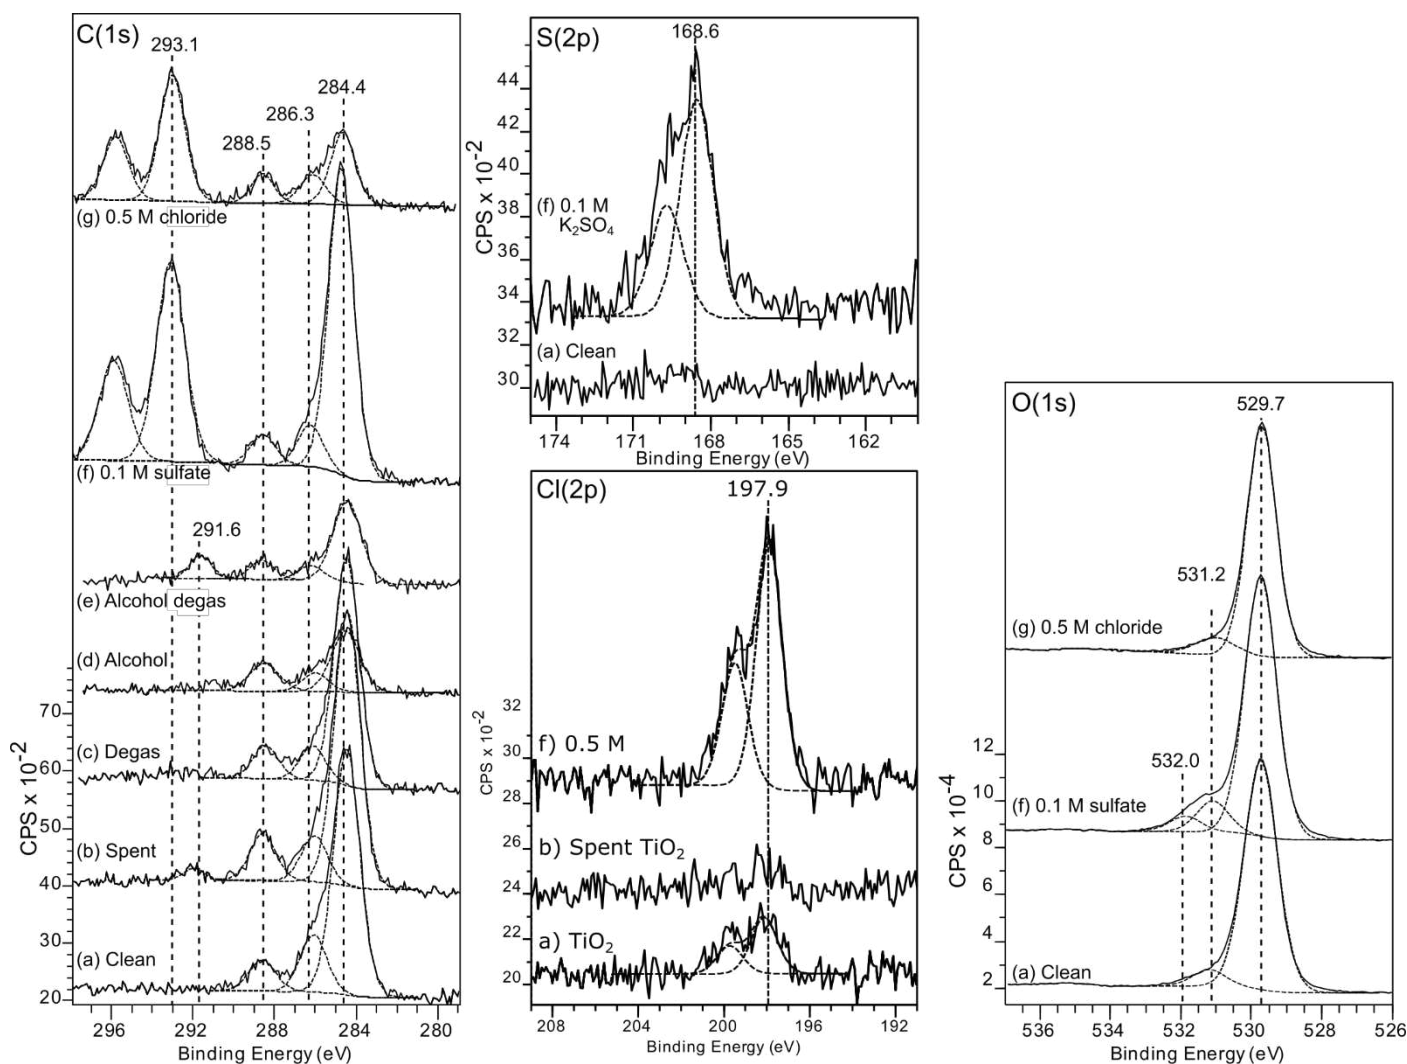 C(1s)
293.1
284.4
286.3
288.5
(g) 0.5 M chloride
(f) 0.1 M sulfate
291.6
(e) Alcohol degas
(d) Alcohol
(c) Degas
(b) Spent
(a) Clean
CPS x 10-2
70
60
50
40
30
20
296 292 288 284 280
Binding Energy (eV)
S(2p)
168.6
CPS x 10-2
44
42
40
38
36
34
32
30
(f) 0.1 M
K2SO4
(a) Clean
174 171 168 165 162
Binding Energy (eV)
Cl(2p)
197.9
CPS x 10-2
32
30
28
26
24
22
20
f) 0.5 M
b) Spent TiO2
a) TiO2
208 204 200 196 192
Binding Energy (eV)
O(1s)
529.7
531.2
(g) 0.5 M chloride
532.0
(f) 0.1 M sulfate
(a) Clean
CPS x 10-4
12
10
8
6
4
2
536 534 532 530 528 526
Binding Energy (eV)